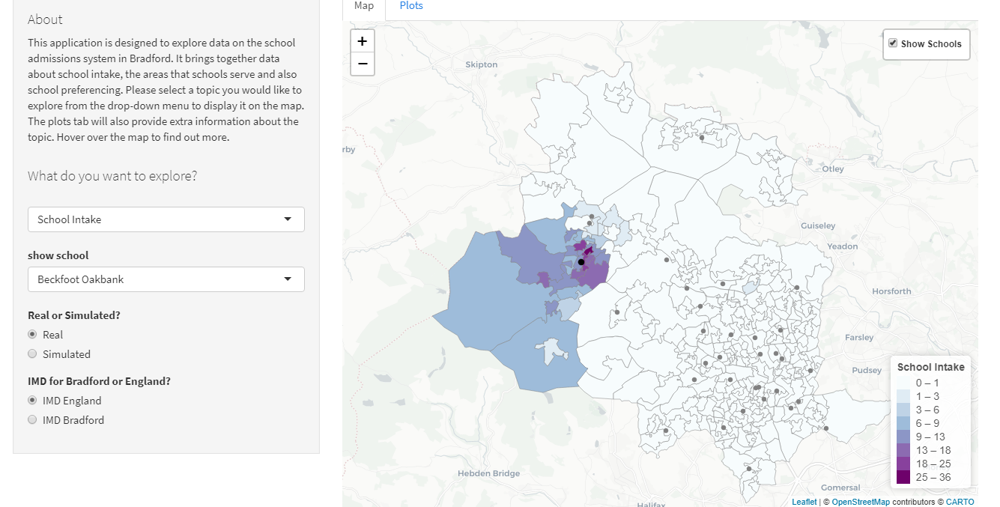 About
This application is designed to explore data on the school
admissions system in Bradford. It brings together data
about school intake, the areas that schools serve and also
school preferencing. Please select a topic you would like to
explore from the drop-down menu to display it on the map.
The plots tab will also provide extra information about the
topic. Hover over the map to find out more.
What do you want to explore?
School Intake
show school
Beckfoot Oakbank
Real or Simulated?
Real
Simulated
IMD for Bradford or England?
IMD England
IMD Bradford
Map
Plots
+
−
Show Schools
Skipton
rby
Otley
Guiseley
Yeadon
Horsforth
Farsley
Pudsey
Hebden Bridge
Halifax
Gomersal
School Intake
0 – 1
1 – 3
3 – 6
6 – 9
9 – 13
13 – 18
18 – 25
25 – 36
Leaflet | © OpenStreetMap contributors © CARTO